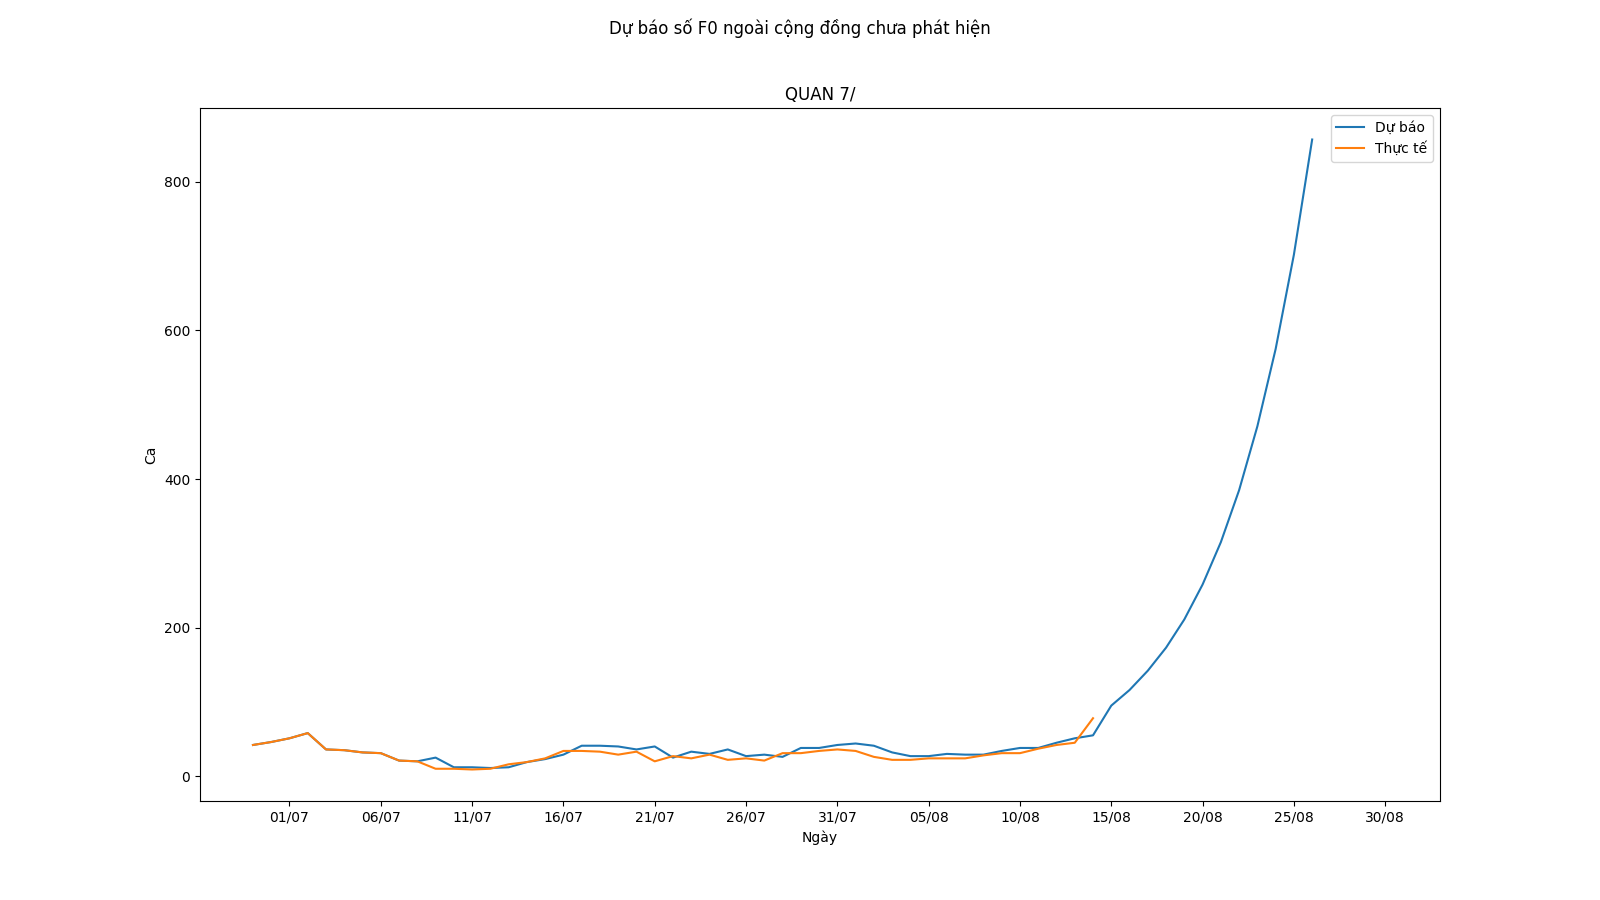 Dự báo số F0 ngoài cộng đồng chưa phát hiện
QUAN 7/
Dự báo
Thực tế
800
600
400
200
0
Ca
01/07 06/07 11/07 16/07 21/07 26/07 31/07 05/08 10/08 15/08 20/08 25/08 30/08
Ngày